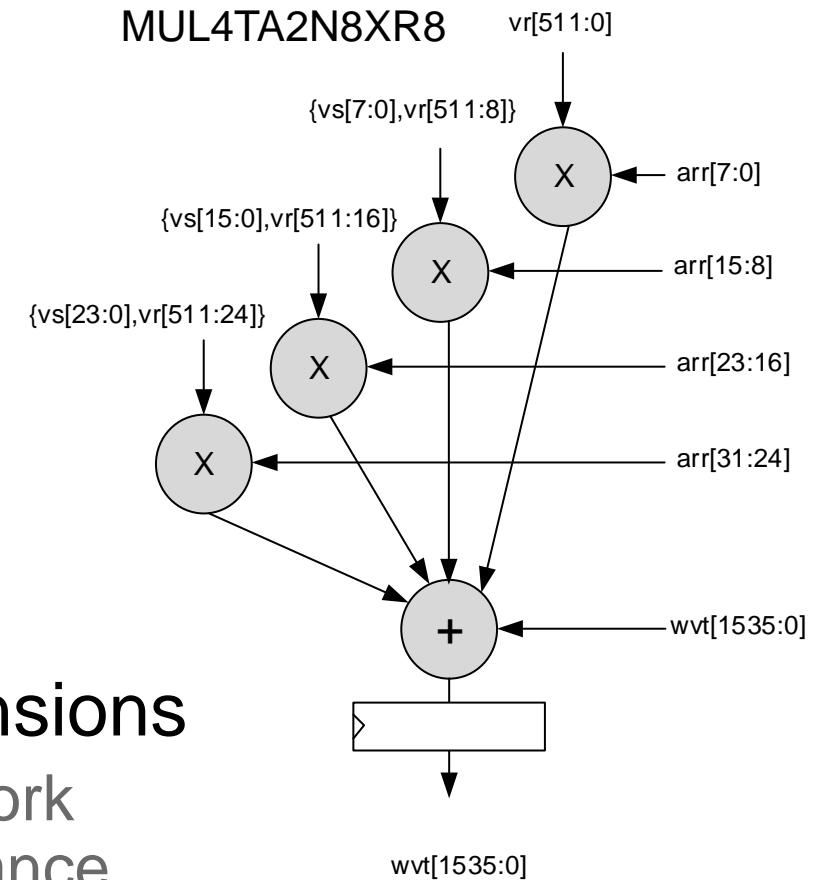 MUL4TA2N8XR8
vr[511:0]
{vs[7:0],vr[511:8]}
X
arr[7:0]
{vs[15:0],vr[511:16]}
X
arr[15:8]
{vs[23:0],vr[511:24]}
X
arr[23:16]
X
arr[31:24]
+
wvt[1535:0]
nsions
ork
ance
wvt[1535:0]